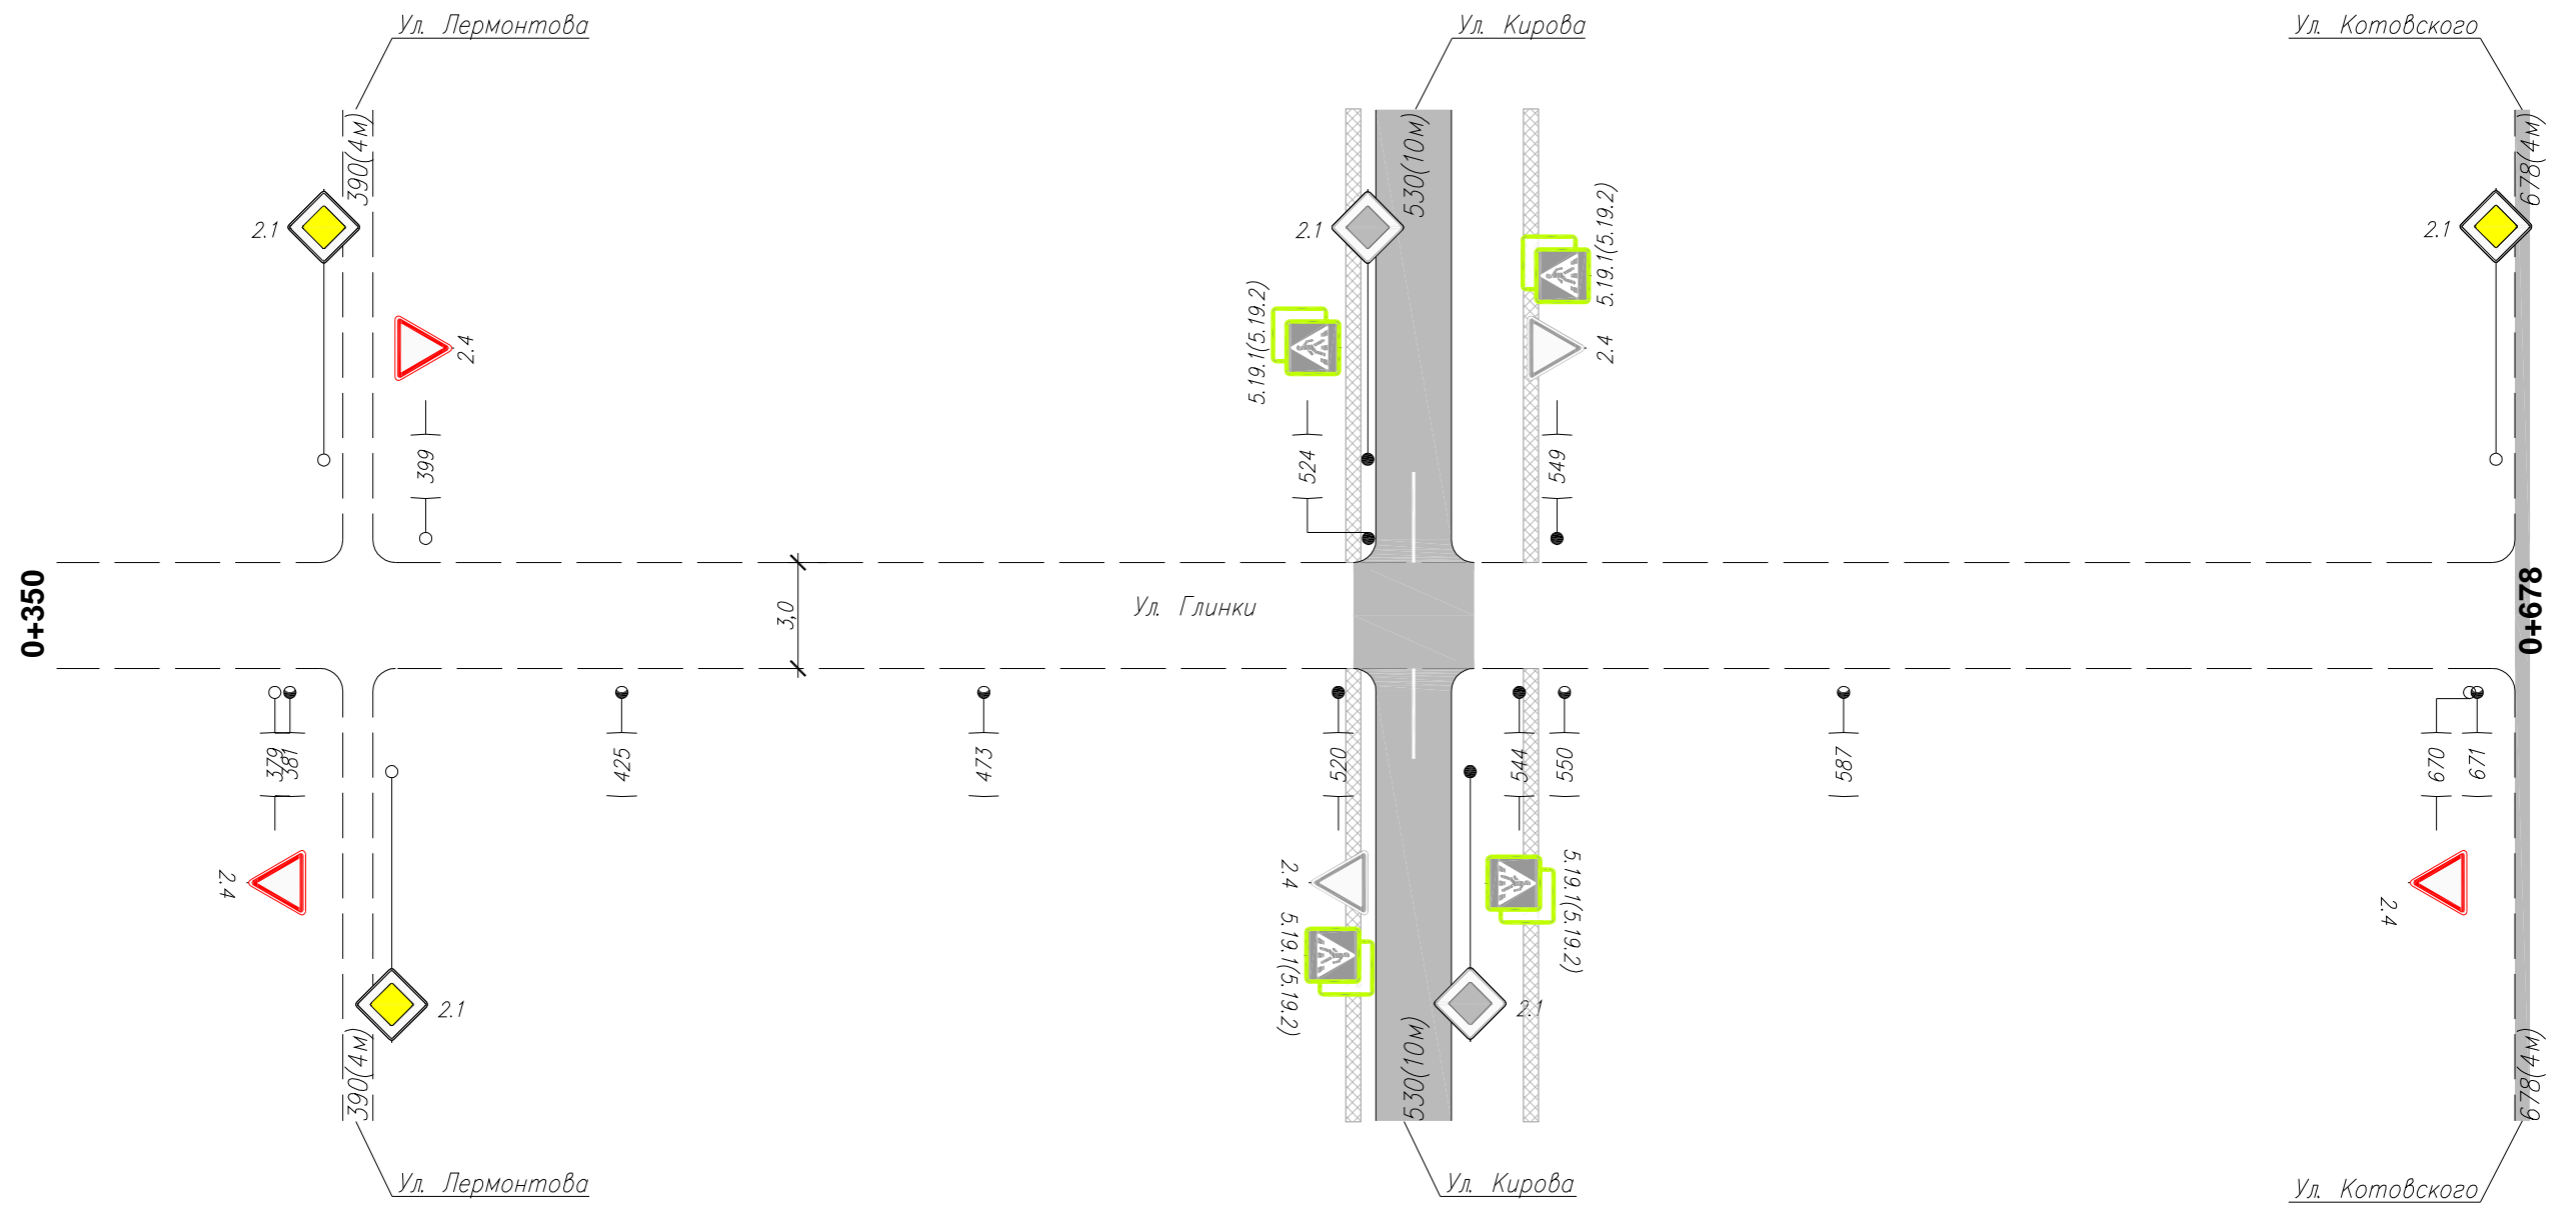 Ул. Лермонтова
Ул. Кирова
Ул. Котовского
390(4м)
530(10м)
678(4м)
2.1
2.1
5.19.1(5.19.2)
2.1
5.19.1(5.19.2)
2.4
2.4
399
524
549
0+350
3,0
Ул. Глинки
0+678
379
381
425
473
520
544
550
587
670
671
2.4
2.4
5.19.1(5.19.2)
2.4
5.19.1(5.19.2)
2.1
2.1
390(4м)
530(10м)
678(4м)
Ул. Лермонтова
Ул. Кирова
Ул. Котовского